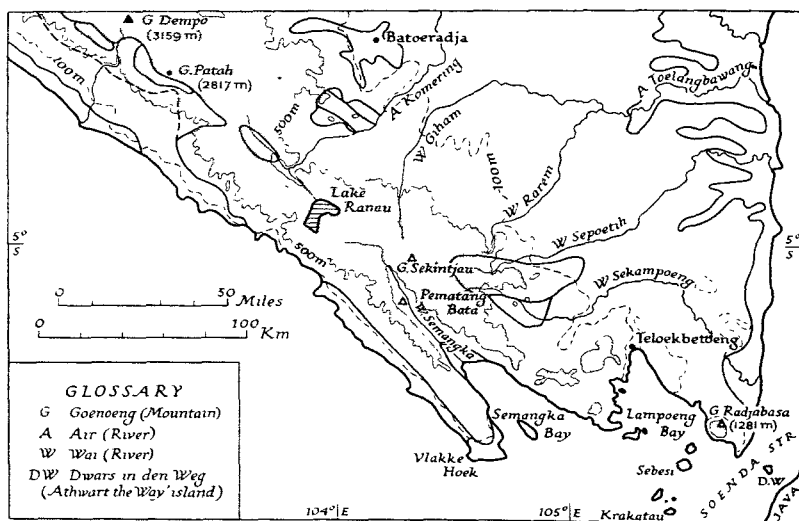 G Dempo
(3159 m)
G. Patah
(2817 m)
100m
Batoeradja
A Komering
500m
W Giham
100m
A Toelangbawang
W Rarem
Lake
Ranau
5°
S
500m
G. Sekintjau
W Sepoetih
5°
S
Pematang
Bata
W Sekampoeng
W. Semangka
Teloekbetoeng
0 50
Miles
0 100
Km
GLOSSARY
G Goenoeng (Mountain)
A Air (River)
W Wai (River)
DW Dwars in den Weg
(Athwart the Way' island)
Semangka
Bay
Vlakke
Hoek
Lampoeng
Bay
G Radjabasa
(1281 m)
Sebesi
Krakatau
SOENDA STR
D.W
JAVA
104° E
105° E